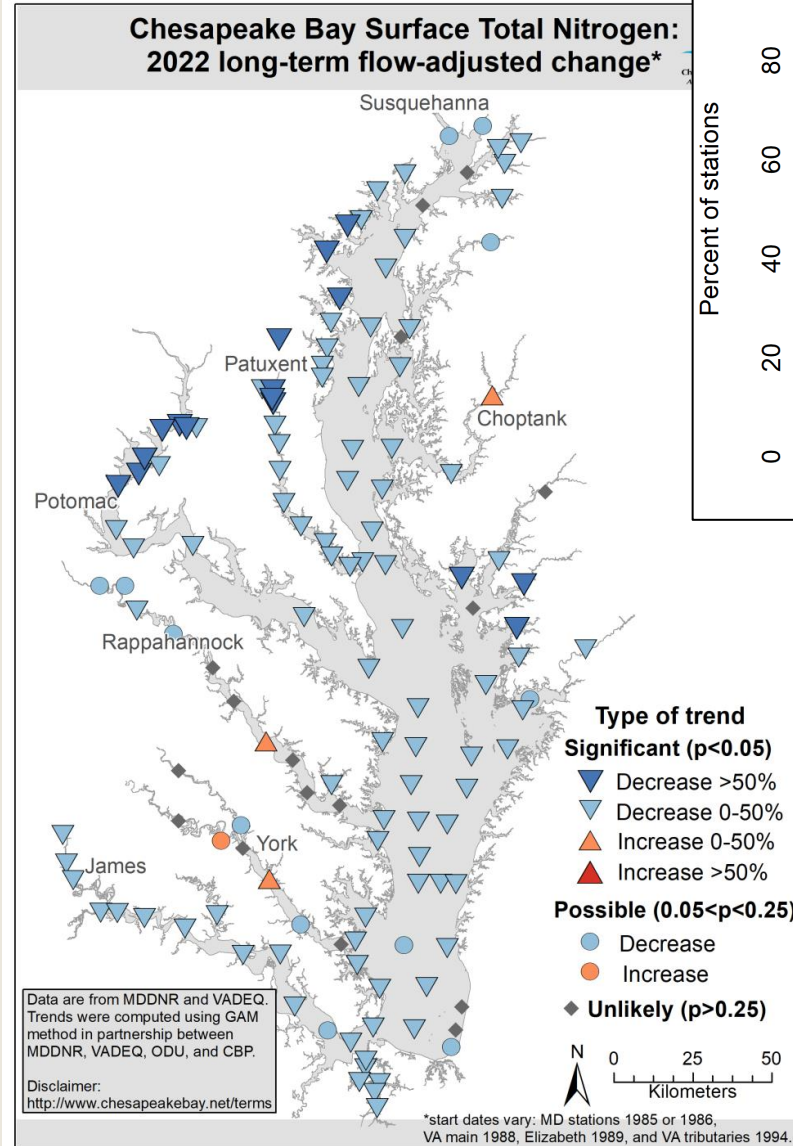 Chesapeake Bay Surface Total Nitrogen:
2022 long-term flow-adjusted change*
Ch
Susquehanna
Patuxent
Choptank
Potomac
Rappahannock
York
James
Type of trend
Significant (p<0.05)
Decrease >50%
Decrease 0-50%
Increase 0-50%
Increase >50%
Possible (0.05<p<0.25)
Decrease
Increase
Unlikely (p>0.25)
N
0 25 50
Kilometers
Data are from MDDNR and VADEQ.
Trends were computed using GAM
method in partnership between
MDDNR, VADEQ, ODU, and CBP.
Disclaimer:
http://www.chesapeakebay.net/terms
*start dates vary: MD stations 1985 or 1986,
VA main 1988, Elizabeth 1989, and VA tributaries 1994.
Percent of stations
80
60
40
20
0